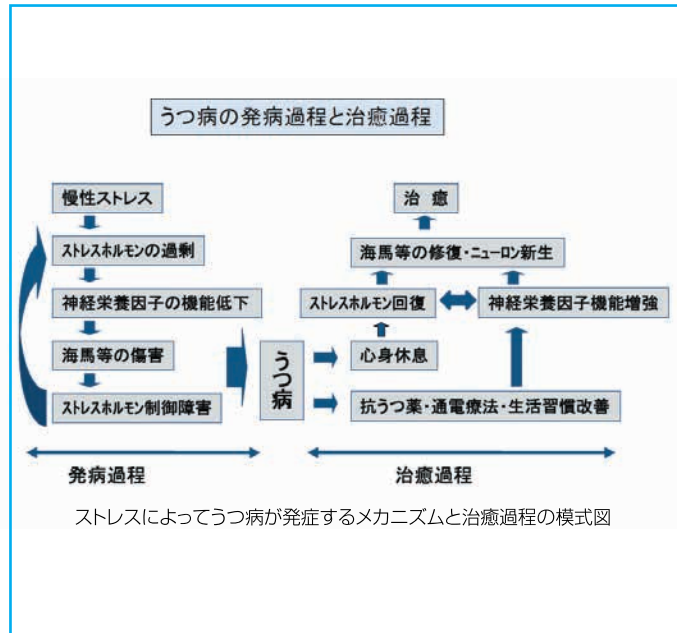 うつ病の発病過程と治癒過程
慢性ストレス
ストレスホルモンの過剰
神経栄養因子の機能低下
海馬等の傷害
ストレスホルモン制御障害
発病過程
うつ病
治 癒
海馬等の修復・ニューロン新生
ストレスホルモン回復
神経栄養因子機能増強
心身休息
抗うつ薬・通電療法・生活習慣改善
治癒過程
ストレスによってうつ病が発症するメカニズムと治癒過程の模式図